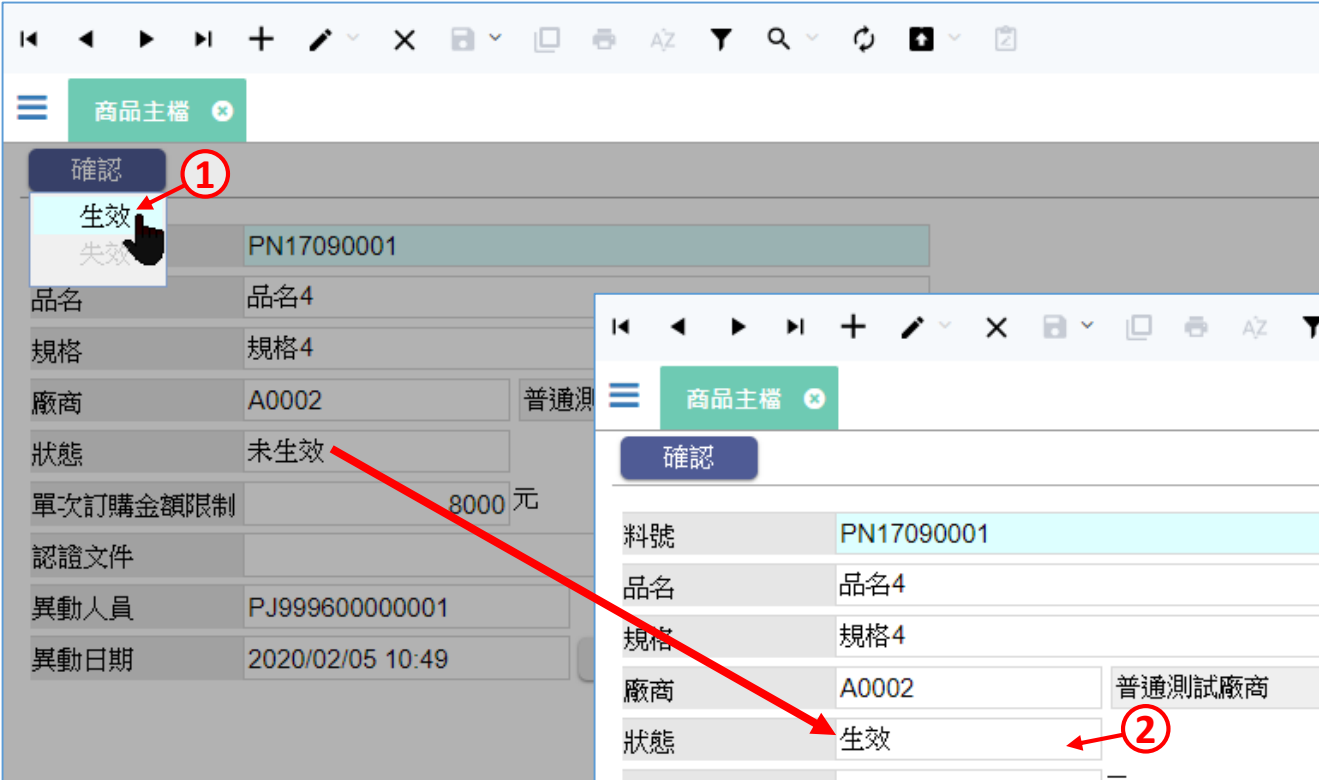 商品主檔
確認
①
生效
失效
PN17090001
品名 品名4
規格 規格4
廠商 A0002 普通測
狀態 未生效
單次訂購金額限制 8000 元
認證文件
異動人員 PJ999600000001
異動日期 2020/02/05 10:49
商品主檔
確認
料號 PN17090001
品名 品名4
規格 規格4
廠商 A0002 普通測試廠商
狀態 生效 ②